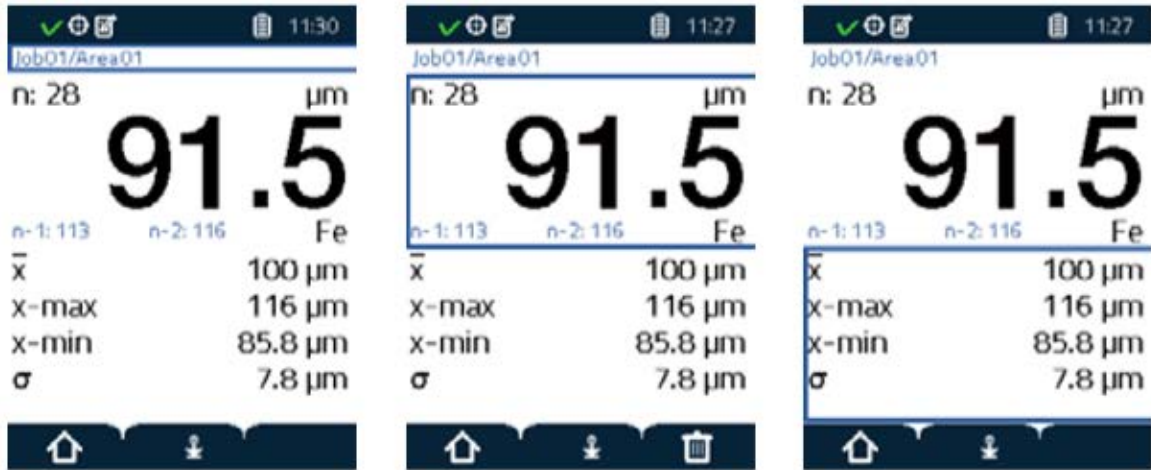 11:30
Job01/Area01
n: 28 µm
91.5
n-1: 113 n-2: 116 Fe
x̅ 100 µm
x-max 116 µm
x-min 85.8 µm
σ 7.8 µm
11:27
Job01/Area01
n: 28 µm
91.5
n-1: 113 n-2: 116 Fe
x̅ 100 µm
x-max 116 µm
x-min 85.8 µm
σ 7.8 µm
11:27
Job01/Area01
n: 28 µm
91.5
n-1: 113 n-2: 116 Fe
x̅ 100 µm
x-max 116 µm
x-min 85.8 µm
σ 7.8 µm